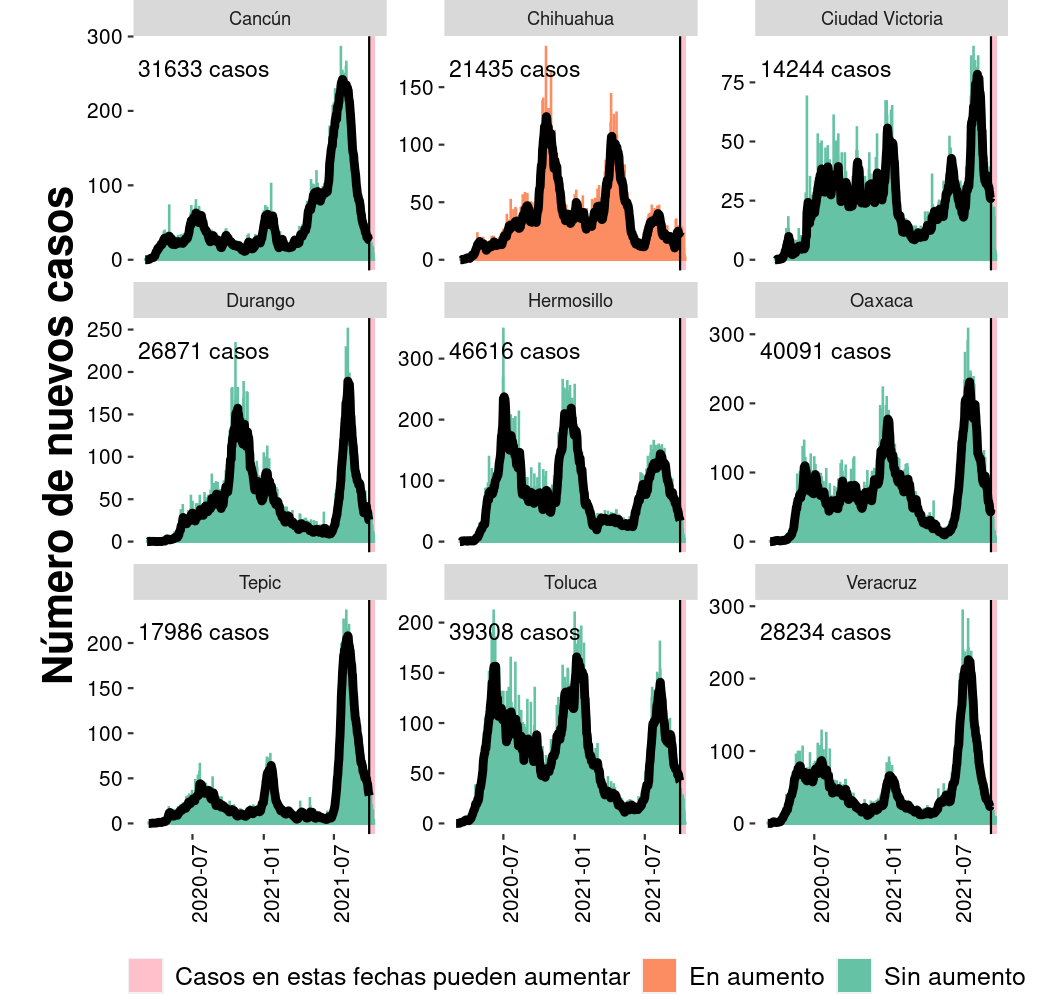 Número de nuevos casos
Cancún
Chihuahua
Ciudad Victoria
31633 casos
21435 casos
14244 casos
300
200
100
0
150
100
50
0
75
50
25
0
Durango
Hermosillo
Oaxaca
26871 casos
46616 casos
40091 casos
250
200
150
100
50
0
300
200
100
0
300
200
100
0
Tepic
Toluca
Veracruz
17986 casos
39308 casos
28234 casos
200
150
100
50
0
200
150
100
50
0
300
200
100
0
2020-07
2021-01
2021-07
2020-07
2021-01
2021-07
2020-07
2021-01
2021-07
Casos en estas fechas pueden aumentar
En aumento
Sin aumento